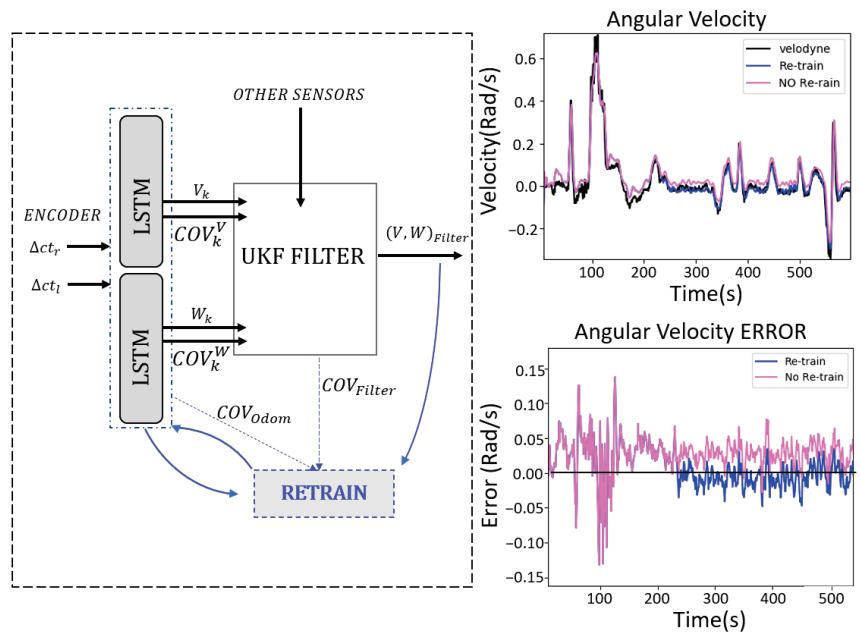 OTHER SENSORS
ENCODER
Δct_r
Δct_l
LSTM
LSTM
V_k
COV_k^V
W_k
COV_k^W
UKF FILTER
(V, W)_Filter
COV_Filter
COV_Odom
RETRAIN
Angular Velocity
velodyne
Re-train
NO Re-rain
Velocity(Rad/s)
0.6
0.4
0.2
0.0
−0.2
100
200
300
400
500
Time(s)
Angular Velocity ERROR
Re-train
No Re-train
Error (Rad/s)
0.15
0.10
0.05
0.00
−0.05
−0.10
−0.15
100
200
300
400
500
Time(s)